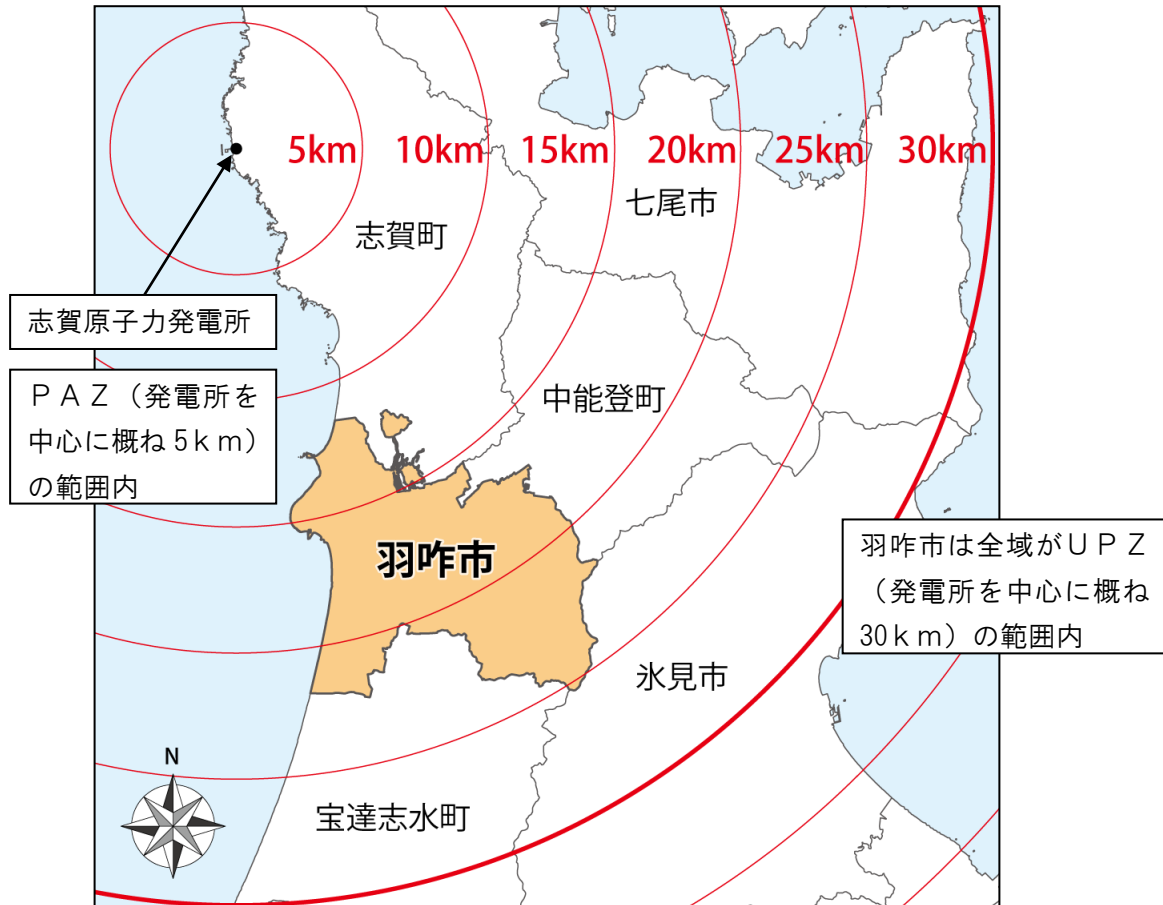 5km
10km
15km
20km
25km
30km
七尾市
志賀町
志賀原子力発電所
PAZ(発電所を
中心に概ね5km)
の範囲内
中能登町
羽咋市
羽咋市は全域がUPZ
(発電所を中心に概ね
30km)の範囲内
氷見市
N
宝達志水町